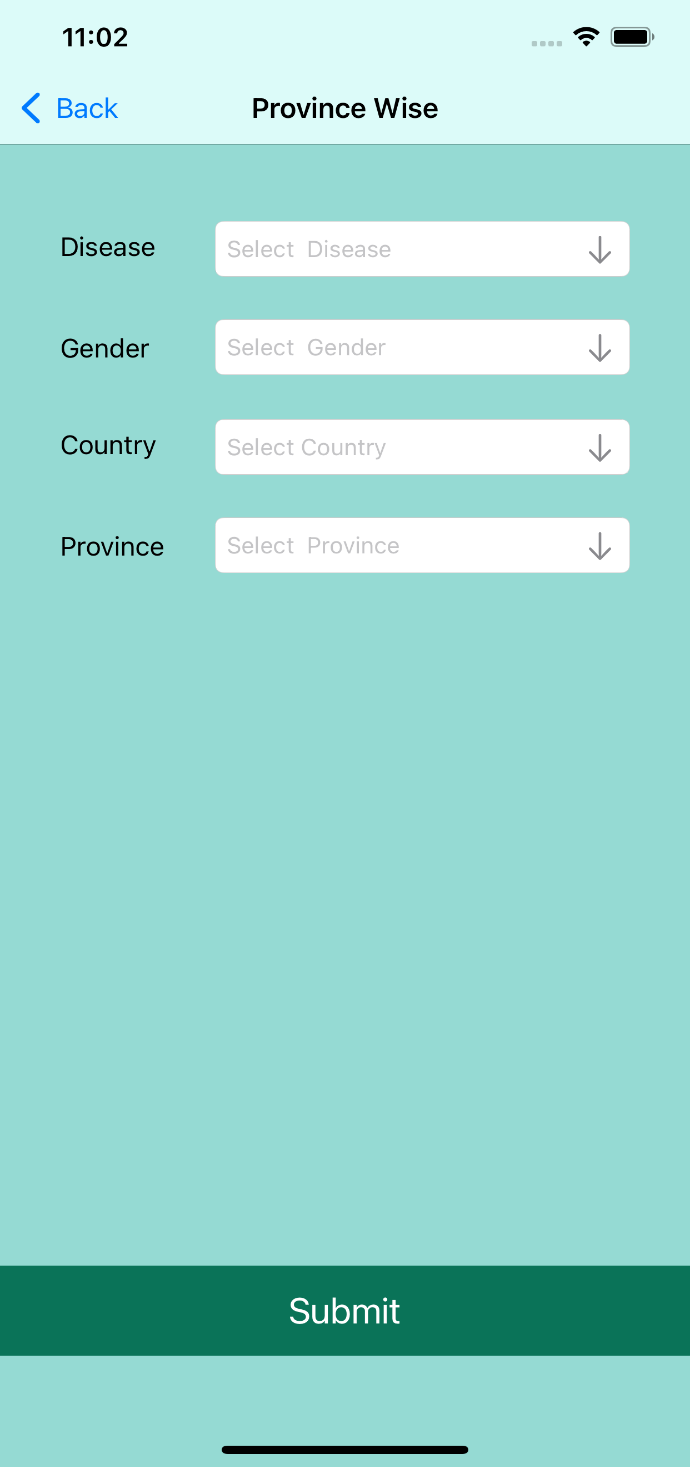 11:02
Back Province Wise
Disease Select  Disease
Gender Select  Gender
Country Select Country
Province Select  Province
Submit